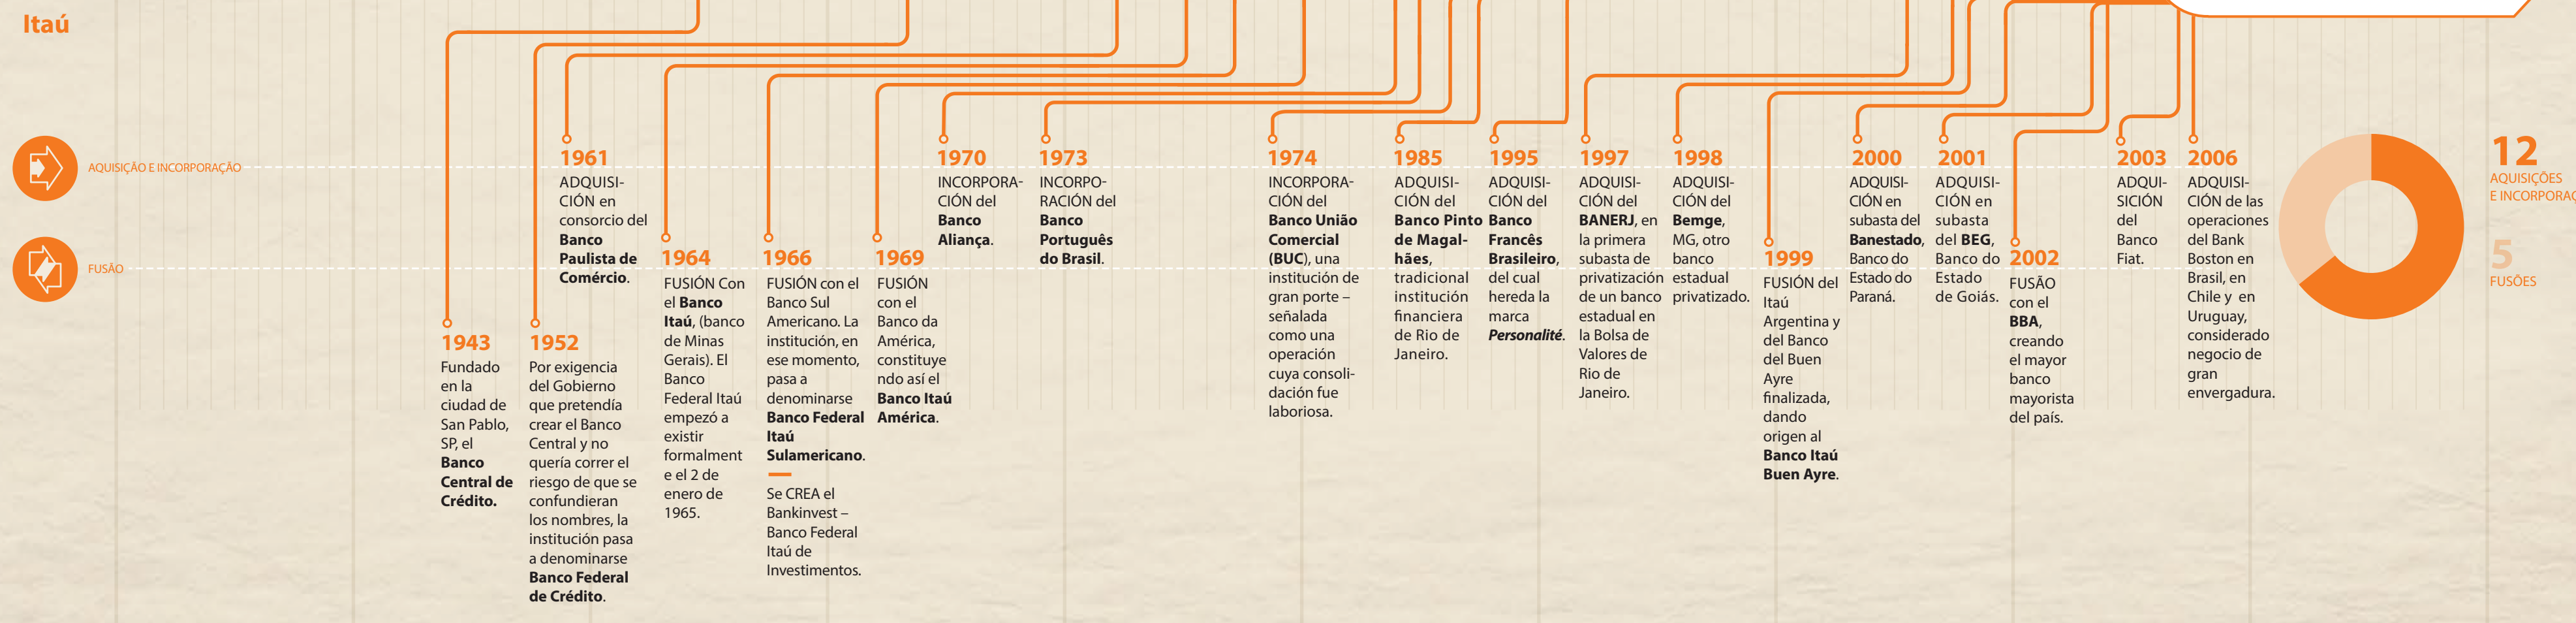 Itaú
AQUISIÇÃO E INCORPORAÇÃO
FUSÃO
1943
Fundado
en la
ciudad de
San Pablo,
SP, el
Banco
Central de
Crédito.
1952
Por exigencia
del Gobierno
que pretendía
crear el Banco
Central y no
quería correr el
riesgo de que se
confundieran
los nombres, la
institución pasa
a denominarse
Banco Federal
de Crédito.
1961
ADQUISI-
CIÓN en
consorcio del
Banco
Paulista de
Comércio.
1964
FUSIÓN Con
el Banco
Itaú, (banco
de Minas
Gerais). El
Banco
Federal Itaú
empezó a
existir
formalment
e el 2 de
enero de
1965.
1966
FUSIÓN con el
Banco Sul
Americano. La
institución, en
ese momento,
pasa a
denominarse
Banco Federal
Itaú
Sulamericano.
Se CREA el
Bankinvest –
Banco Federal
Itaú de
Investimentos.
1969
FUSIÓN
con el
Banco da
América,
constituye
ndo así el
Banco Itaú
América.
1970
INCORPORA-
CIÓN del
Banco
Aliança.
1973
INCORPO-
RACIÓN del
Banco
Português
do Brasil.
1974
INCORPORA-
CIÓN del
Banco União
Comercial
(BUC), una
institución de
gran porte –
señalada
como una
operación
cuya consoli-
dación fue
laboriosa.
1985
ADQUISI-
CIÓN del
Banco Pinto
de Magal-
hães,
tradicional
institución
financiera
de Rio de
Janeiro.
1995
ADQUISI-
CIÓN del
Banco
Francês
Brasileiro,
del cual
hereda la
marca
Personalité.
1997
ADQUISI-
CIÓN del
BANERJ, en
la primera
subasta de
privatización
de un banco
estadual en
la Bolsa de
Valores de
Rio de
Janeiro.
1998
ADQUISI-
CIÓN del
Bemge,
MG, otro
banco
estadual
privatizado.
1999
FUSIÓN del
Itaú
Argentina y
del Banco
del Buen
Ayre
finalizada,
dando
origen al
Banco Itaú
Buen Ayre.
2000
ADQUISI-
CIÓN en
subasta del
Banestado,
Banco do
Estado do
Paraná.
2001
ADQUISI-
CIÓN en
subasta
del BEG,
Banco do
Estado
de Goiás.
2002
FUSÃO
con el
BBA,
creando
el mayor
banco
mayorista
del país.
2003
ADQUI-
SICIÓN
del
Banco
Fiat.
2006
ADQUISI-
CIÓN de las
operaciones
del Bank
Boston en
Brasil, en
Chile y en
Uruguay,
considerado
negocio de
gran
envergadura.
12
AQUISIÇÕES
E INCORPORAÇ
5
FUSÕES